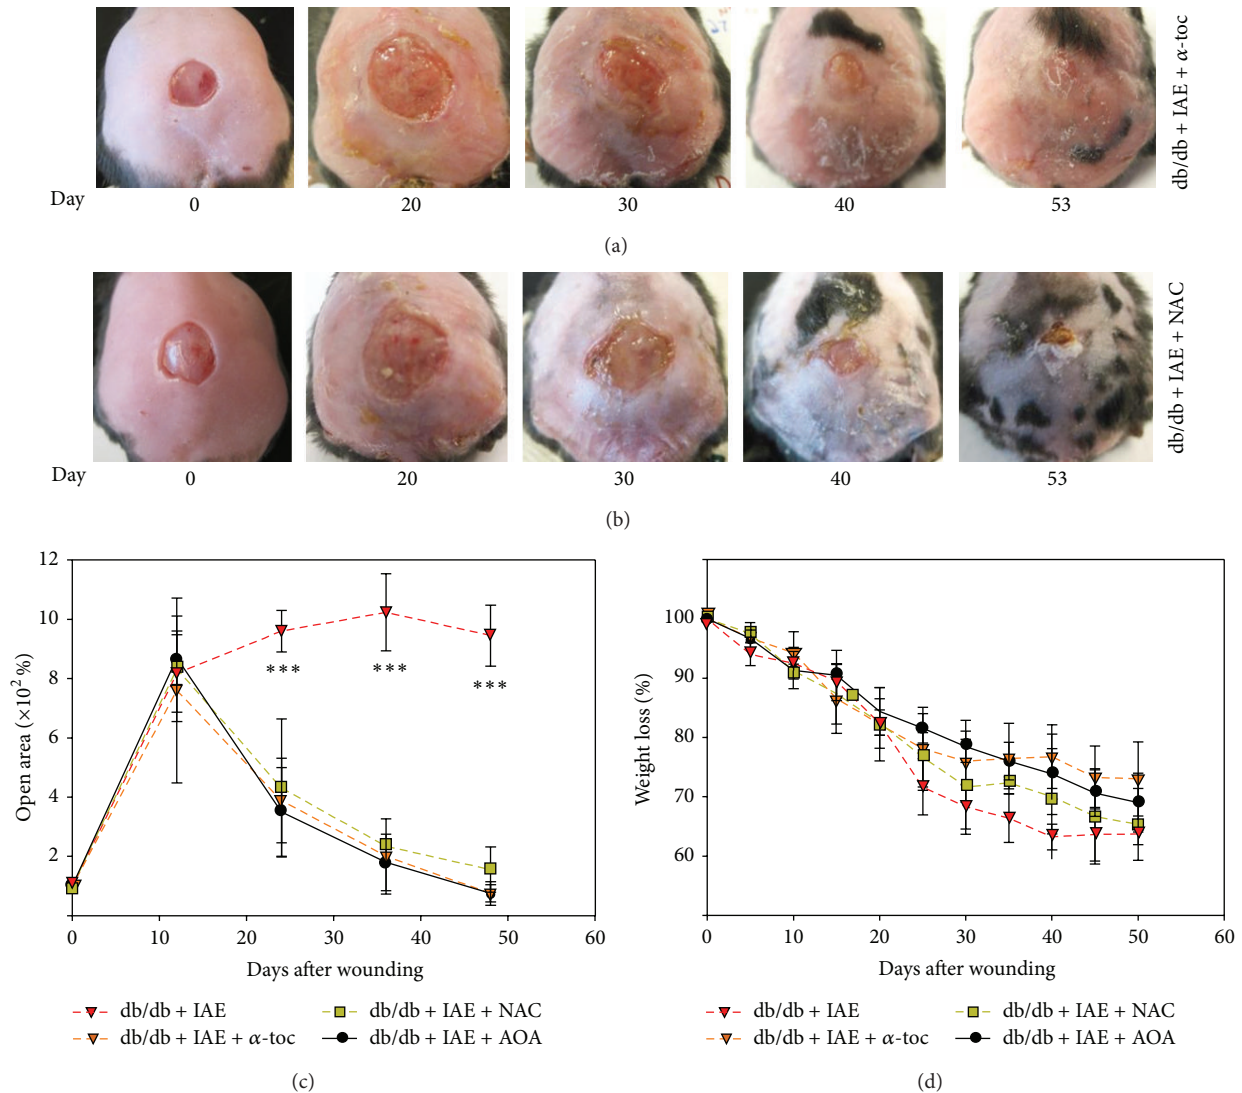 db/db + IAE + α-toc
Day 0 20 30 40 53
(a)
db/db + IAE + NAC
Day 0 20 30 40 53
(b)
12
10
8
6
4
2
Open area (×10² %)
***
***
***
0 10 20 30 40 50 60
Days after wounding
db/db + IAE
db/db + IAE + NAC
db/db + IAE + α-toc
db/db + IAE + AOA
(c)
100
90
80
70
60
Weight loss (%)
0 10 20 30 40 50 60
Days after wounding
db/db + IAE
db/db + IAE + NAC
db/db + IAE + α-toc
db/db + IAE + AOA
(d)